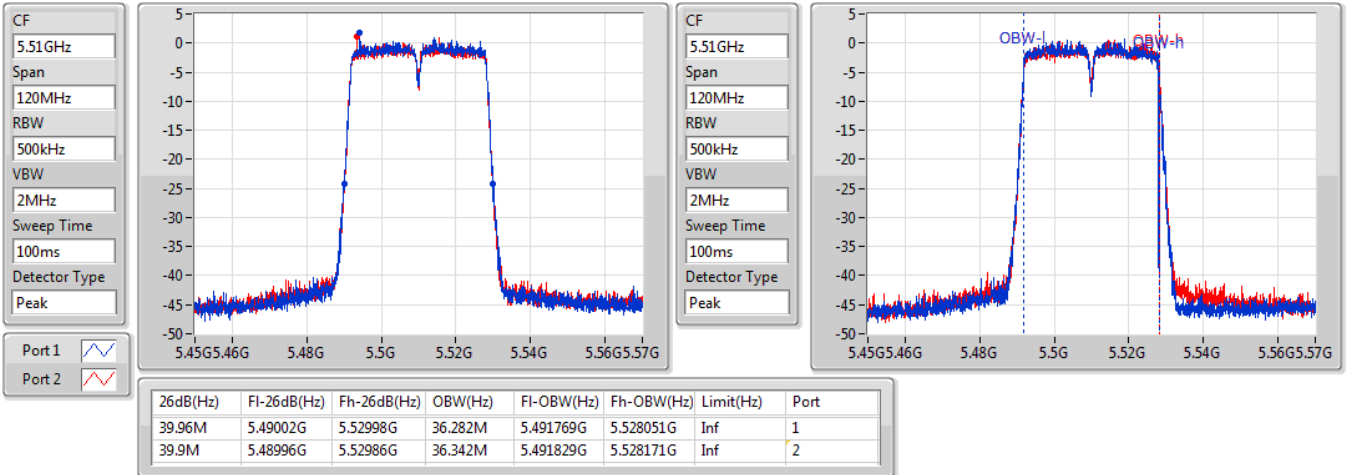 CF
5.51GHz
Span
120MHz
RBW
500kHz
VBW
2MHz
Sweep Time
100ms
Detector Type
Peak
Port 1
Port 2
5
0
-5
-10
-15
-20
-25
-30
-35
-40
-45
-50
5.45G 5.46G 5.48G 5.5G 5.52G 5.54G 5.56G 5.57G
CF
5.51GHz
Span
120MHz
RBW
500kHz
VBW
2MHz
Sweep Time
100ms
Detector Type
Peak
5
0
-5
-10
-15
-20
-25
-30
-35
-40
-45
-50
OBW-l
OBW-h
OBW-h
5.45G 5.46G 5.48G 5.5G 5.52G 5.54G 5.56G 5.57G
26dB(Hz) Fl-26dB(Hz) Fh-26dB(Hz) OBW(Hz) Fl-OBW(Hz) Fh-OBW(Hz) Limit(Hz) Port
39.96M 5.49002G 5.52998G 36.282M 5.491769G 5.528051G Inf 1
39.9M 5.48996G 5.52986G 36.342M 5.491829G 5.528171G Inf 2